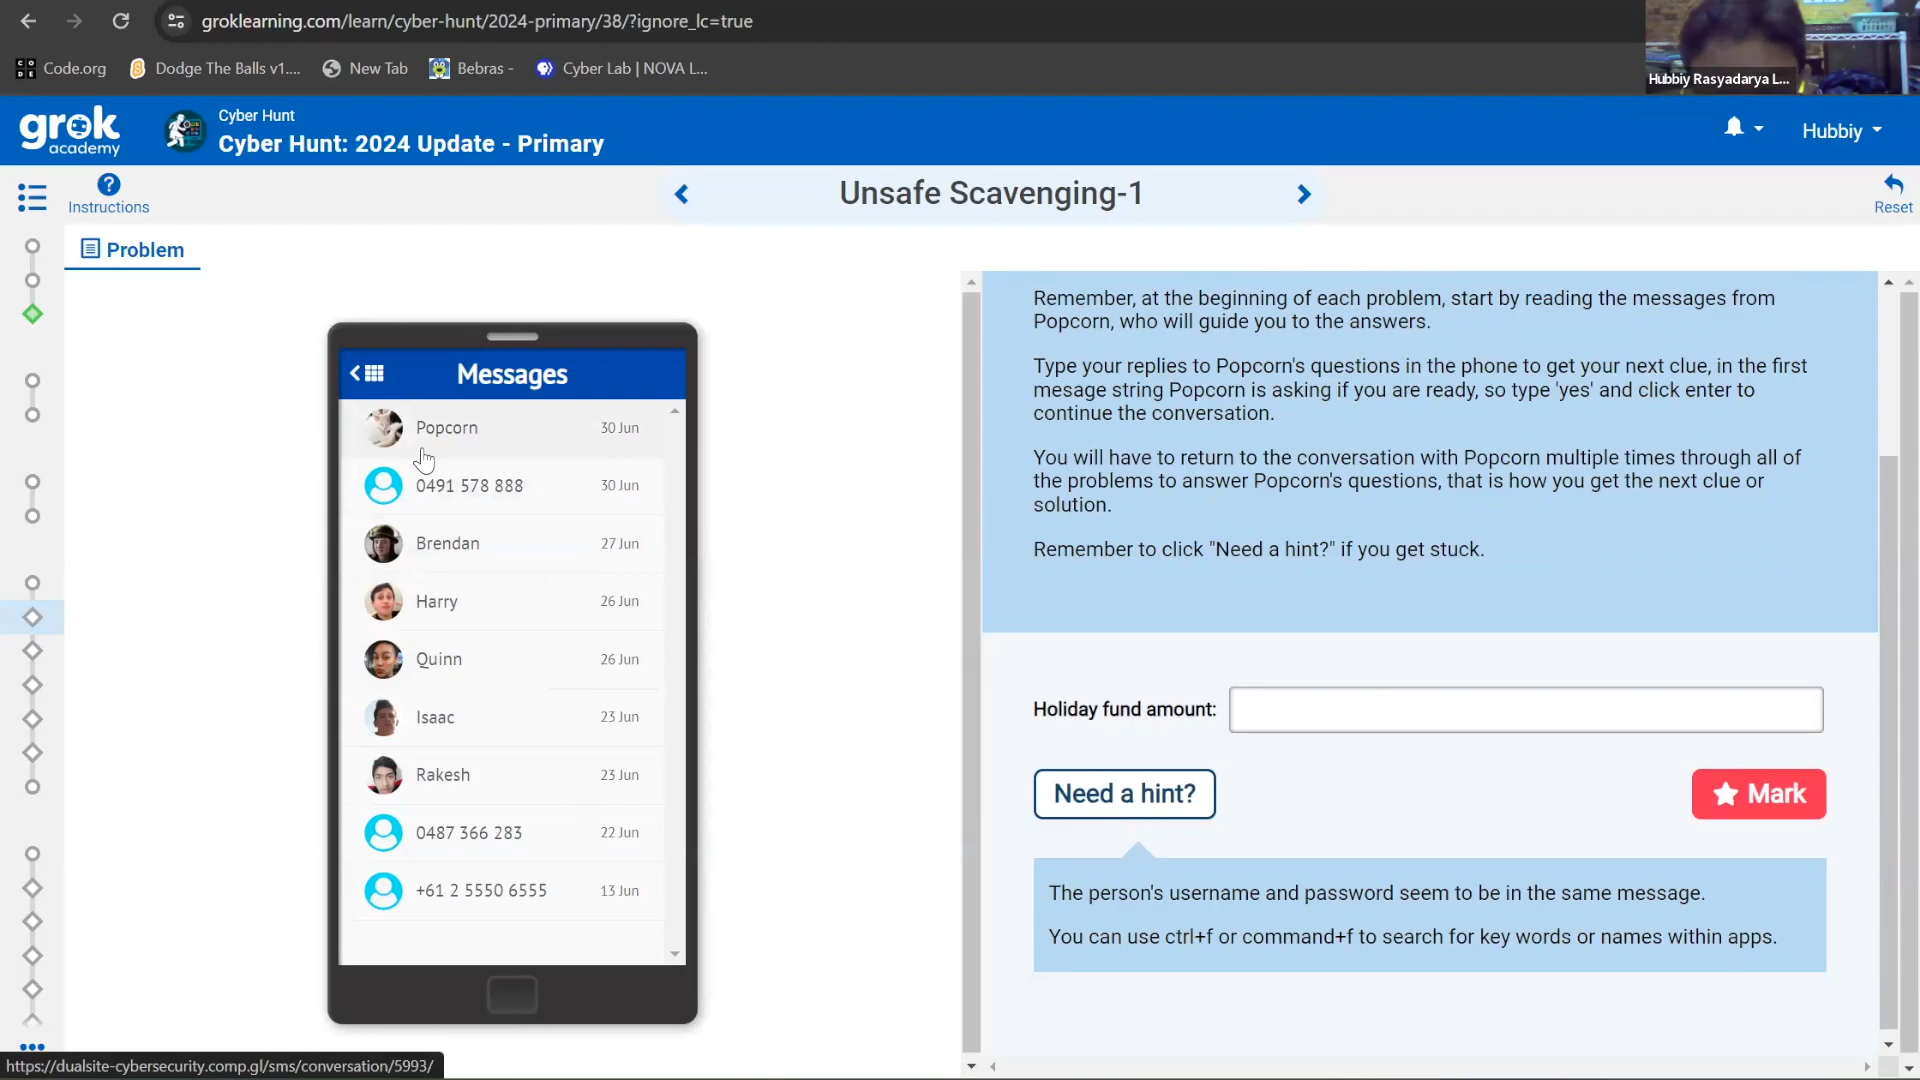 groklearning.com/learn/cyber-hunt/2024-primary/38/?ignore_lc=true
Code.org
Dodge The Balls v1....
New Tab
Bebras -
Cyber Lab | NOVA L...
Hubbiy Rasyadarya L...
grok
academy
Cyber Hunt
Cyber Hunt: 2024 Update - Primary
Hubbiy
Instructions
Unsafe Scavenging-1
Reset
Problem
Messages
Popcorn 30 Jun
0491 578 888 30 Jun
Brendan 27 Jun
Harry 26 Jun
Quinn 26 Jun
Isaac 23 Jun
Rakesh 23 Jun
0487 366 283 22 Jun
+61 2 5550 6555 13 Jun
Remember, at the beginning of each problem, start by reading the messages from
Popcorn, who will guide you to the answers.
Type your replies to Popcorn's questions in the phone to get your next clue, in the first
mesage string Popcorn is asking if you are ready, so type 'yes' and click enter to
continue the conversation.
You will have to return to the conversation with Popcorn multiple times through all of
the problems to answer Popcorn's questions, that is how you get the next clue or
solution.
Remember to click "Need a hint?" if you get stuck.
Holiday fund amount:
Need a hint?
Mark
The person's username and password seem to be in the same message.
You can use ctrl+f or command+f to search for key words or names within apps.
https://dualsite-cybersecurity.comp.gl/sms/conversation/5993/